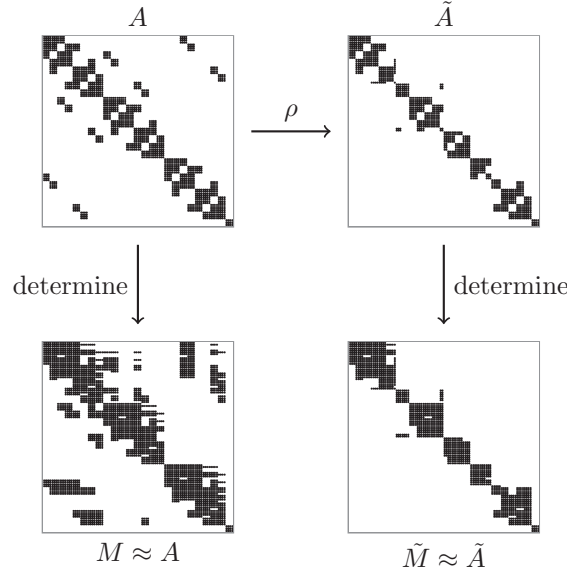 A
Ã
ρ
determine
determine
M ≈ A
M̃ ≈ Ã